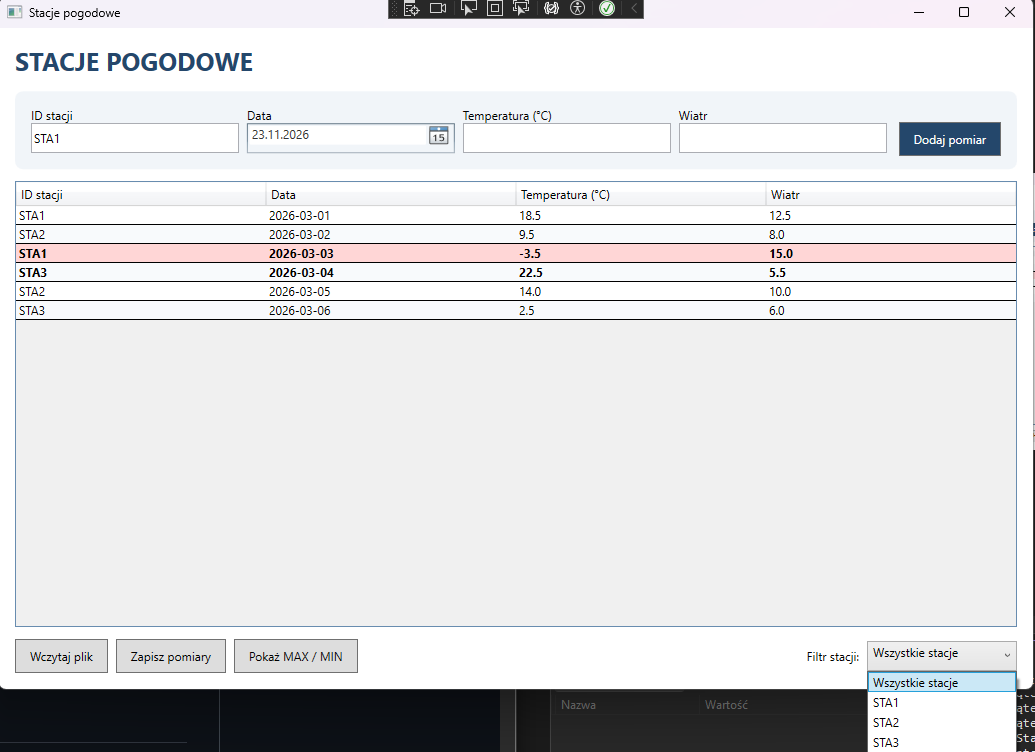 Stacje pogodowe
STACJE POGODOWE
ID stacji Data Temperatura (°C) Wiatr
STA1 23.11.2026 15 Dodaj pomiar
ID stacji Data Temperatura (°C) Wiatr
STA1 2026-03-01 18.5 12.5
STA2 2026-03-02 9.5 8.0
STA1 2026-03-03 -3.5 15.0
STA3 2026-03-04 22.5 5.5
STA2 2026-03-05 14.0 10.0
STA3 2026-03-06 2.5 6.0
Wczytaj plik Zapisz pomiary Pokaż MAX / MIN Filtr stacji: Wszystkie stacje
Wszystkie stacje
STA1
STA2
STA3
Nazwa Wartość